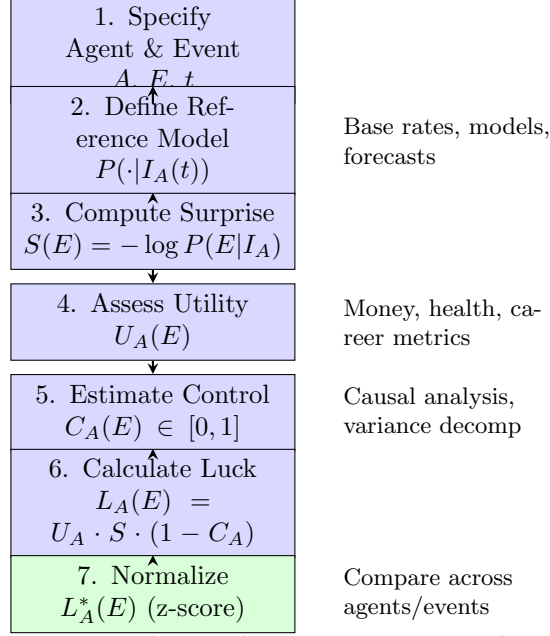 1. Specify
Agent & Event
A, E, t
2. Define Ref-
erence Model
P(·|I_A(t))
Base rates, models,
forecasts
3. Compute Surprise
S(E) = − log P(E|I_A)
4. Assess Utility
U_A(E)
Money, health, ca-
reer metrics
5. Estimate Control
C_A(E) ∈ [0, 1]
Causal analysis,
variance decomp
6. Calculate Luck
L_A(E) =
U_A · S · (1 − C_A)
7. Normalize
L*_A(E) (z-score)
Compare across
agents/events